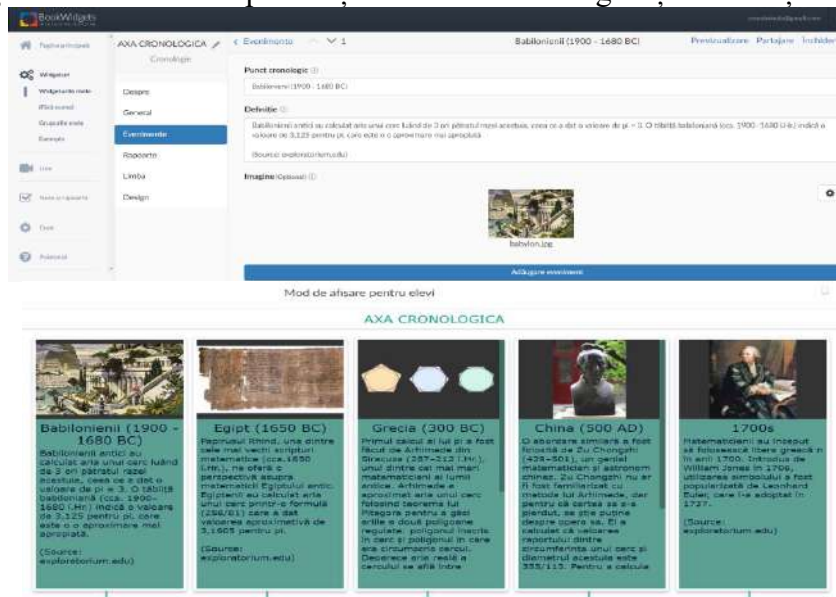 BookWidgets
Widgeturi
Widgeturile mele
Grupurile mele
Exemple
Live
AXA CRONOLOGICA
Cronologie
Despre
General
Evenimente
Rapoarte
Limba
Design
Evenimente 1 Babilonienii (1900 - 1680 BC) Previzualizare Partajare
Punct cronologic
Babilonienii (1900 - 1680 BC)
Definiție
Babilonienii antici au calculat aria unui cerc luând de 3 ori pătratul razei acestuia, ceea ce a dat o valoare de pi = 3. O tăbliță babiloniană (cca. 1900-1680 î.Hr.) indică o
valoare de 3,125 pentru pi, care este o aproximare mai apropiată.
(Source: exploratorium.edu)
Imagine (Opțional)
babylon.jpg
Adăugare eveniment
Mod de afișare pentru elevi
AXA CRONOLOGICA
Babilonienii (1900 -
1680 BC)
Babilonienii antici au
calculat aria unui cerc luând
de 3 ori pătratul razei
acestuia, ceea ce a dat o
valoare de pi = 3. O tăbliță
babiloniană (cca. 1900-
1680 î.Hr.) indică o valoare
de 3,125 pentru pi, care
este o o aproximare mai
apropiată.
(Source:
exploratorium.edu)
Egipt (1650 BC)
Papirusul Rhind, una dintre
cele mai vechi scripturi
matematice (cca.1650
î.Hr.), ne oferă o
perspectivă asupra
matematicii Egiptului antic.
Egiptenii au calculat aria
unui cerc printr-o formulă
(256/81) care a dat
valoarea aproximativă de
3,1605 pentru pi.
(Source:
exploratorium.edu)
Grecia (300 BC)
Primul calcul al lui pi a fost
făcut de Arhimede din
Siracusa (287-212 î.Hr.),
unul dintre cei mai mari
matematicieni ai lumii
antice. Arhimede a
aproximat aria unui cerc
folosind teorema lui
Pitagora pentru a găsi
ariile a două poligoane
regulate: poligonul înscris
în cerc și poligonul în care
era circumscris cercul.
Deoarece aria reală a
cercului se află între
China (500 AD)
O abordare similară a fost
folosită de Zu Chongzhi
(429-501), un genial
matematician și astronom
chinez. Zu Chongzhi nu ar
fi fost familiarizat cu
metoda lui Arhimede, dar
pentru că cartea sa s-a
pierdut, se știe puține
despre opera sa. El a
calculat că valoarea
raportului dintre
circumferința unui cerc și
diametrul acestuia este
355/113. Pentru a calcula
1700s
Matematicienii au început
să folosească litere greacă π
în anii 1700. Introdus de
William Jones în 1706,
utilizarea simbolului a fost
popularizată de Leonhard
Euler, care l-a adoptat în
1737.
(Source:
exploratorium.edu)